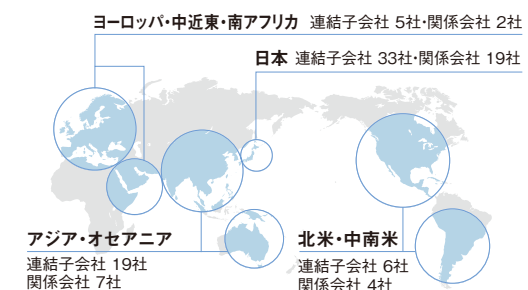 ヨーロッパ・中近東・南アフリカ 連結子会社 5社・関係会社 2社
日本 連結子会社 33社・関係会社 19社
アジア・オセアニア
連結子会社 19社
関係会社 7社
北米・中南米
連結子会社 6社
関係会社 4社